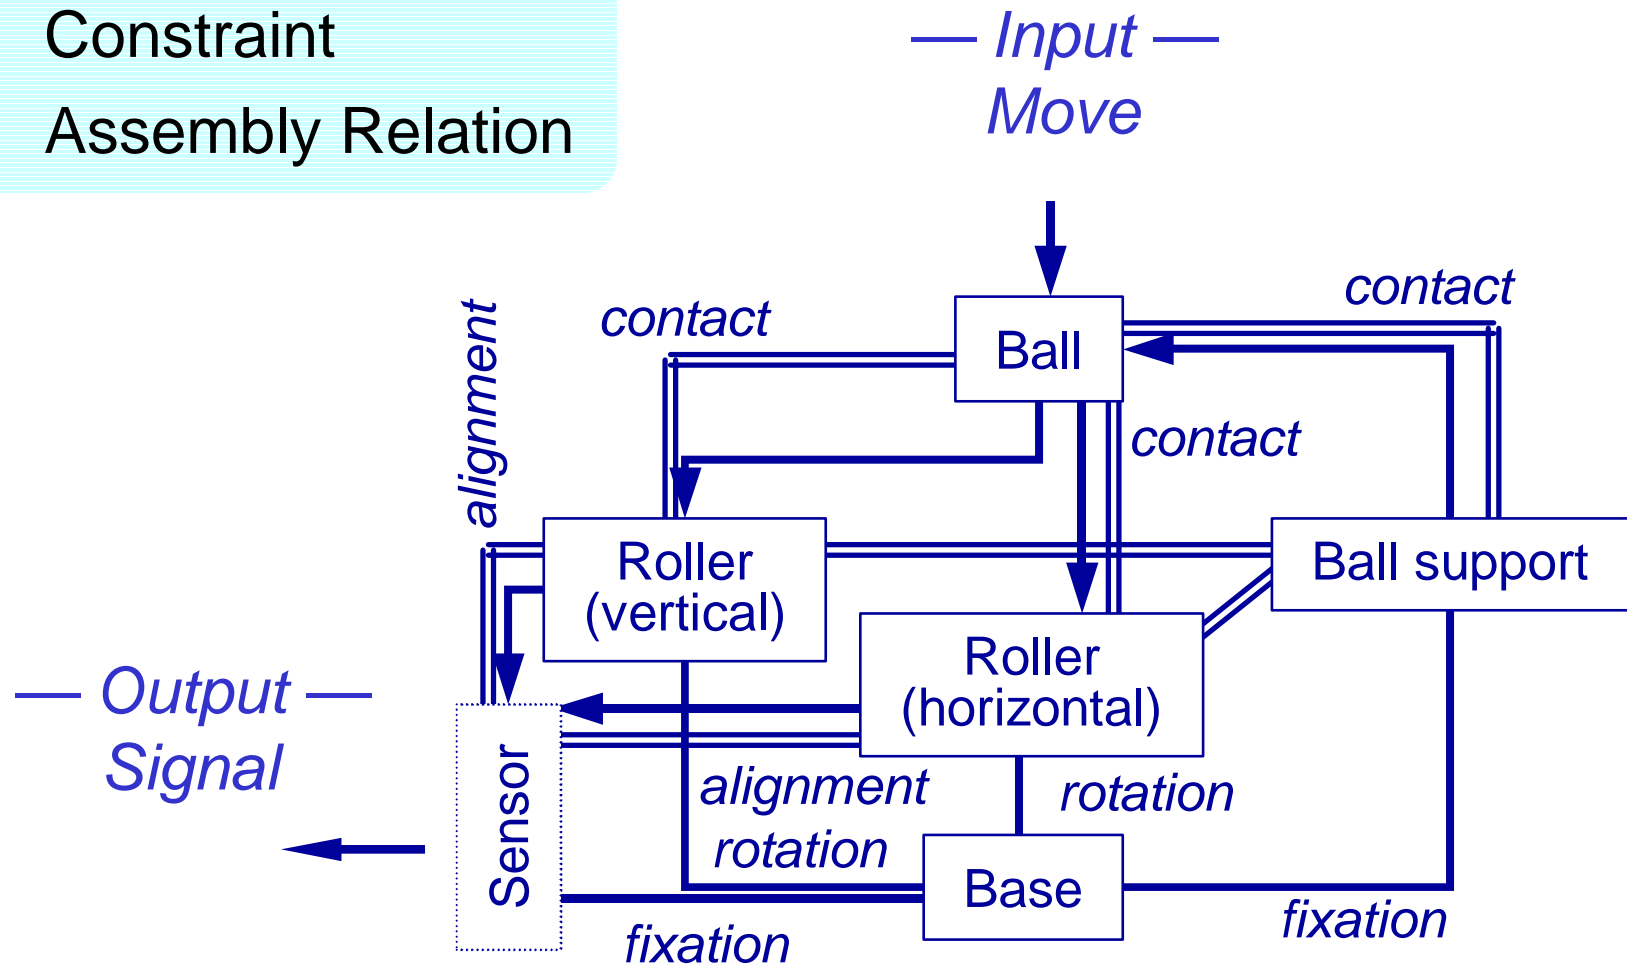 Constraint
Assembly Relation
— Input —
Move
contact
contact
alignment
Ball
contact
Roller
(vertical)
Ball support
Roller
(horizontal)
— Output —
Signal
Sensor
alignment
rotation
rotation
Base
fixation
fixation